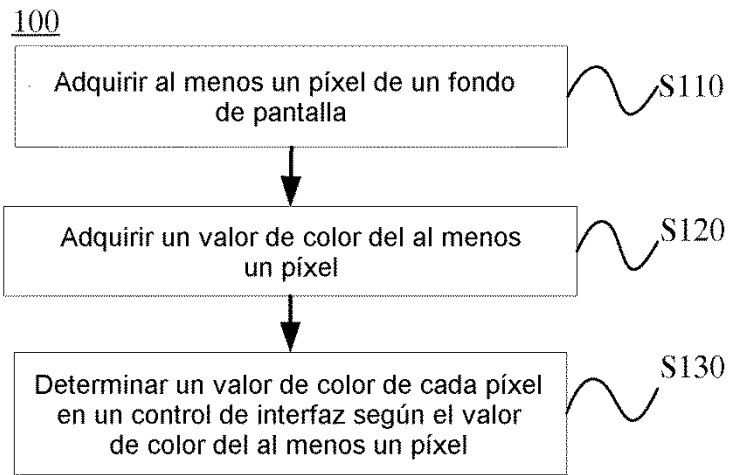 100
Adquirir al menos un píxel de un fondo
de pantalla
S110
Adquirir un valor de color del al menos
un píxel
S120
Determinar un valor de color de cada píxel
en un control de interfaz según el valor
de color del al menos un píxel
S130